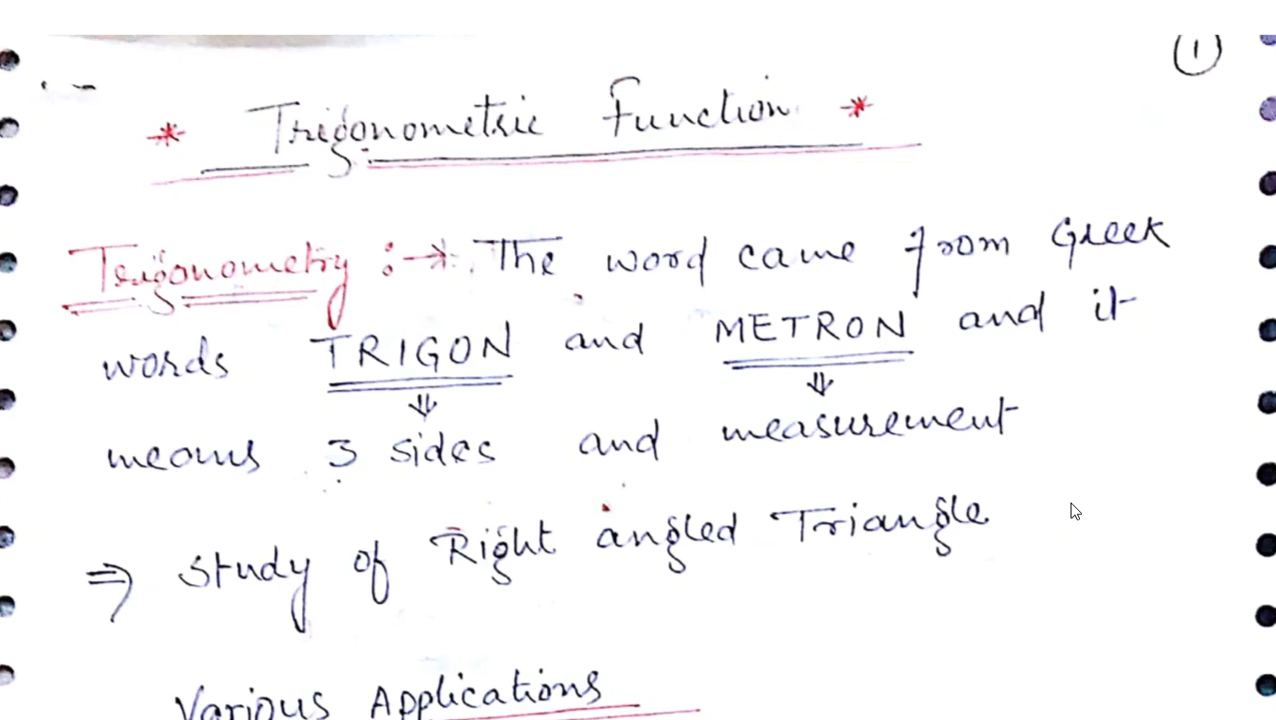 ①
* Trigonometric Function *
Trigonometry :→ The word came from Greek
words TRIGON and METRON and it
⇓ ⇓
means 3 sides and measurement
⇒ Study of Right angled Triangle
Various Applications